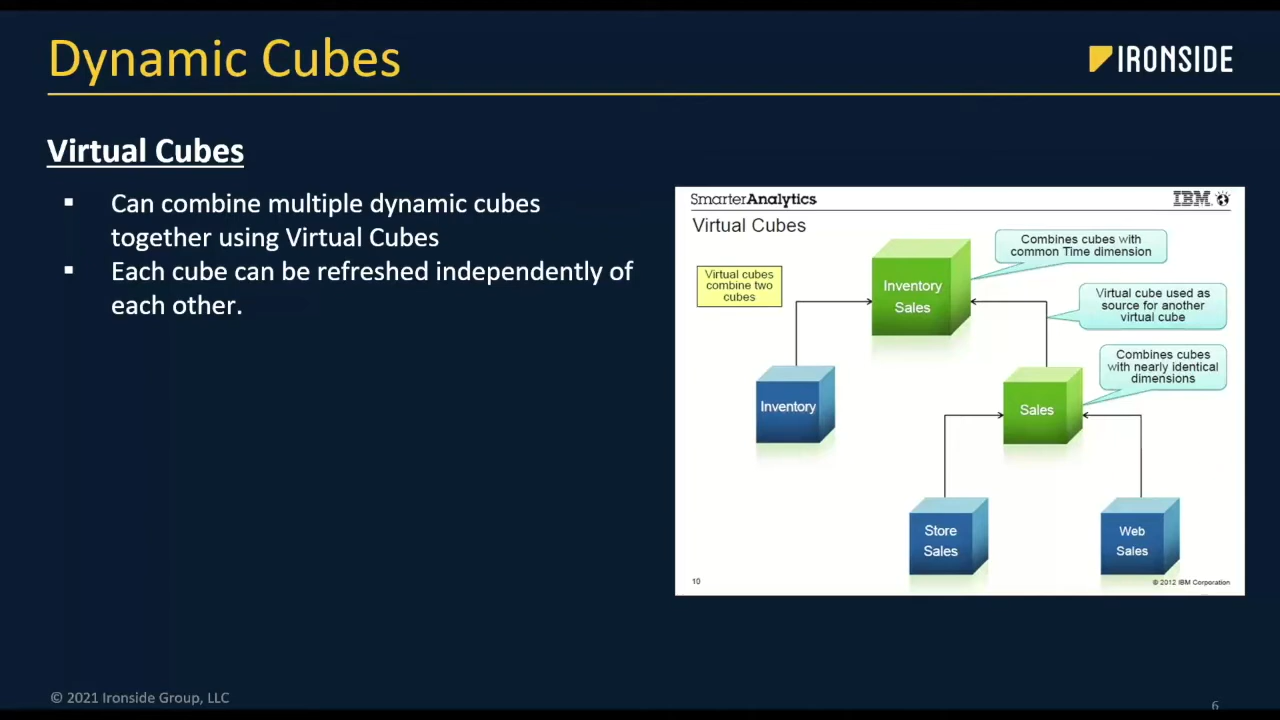 Dynamic Cubes
IRONSIDE
Virtual Cubes
▪ Can combine multiple dynamic cubes
together using Virtual Cubes
▪ Each cube can be refreshed independently of
each other.
SmarterAnalytics
IBM
Virtual Cubes
Combines cubes with
common Time dimension
Virtual cubes
combine two
cubes
Inventory
Sales
Virtual cube used as
source for another
virtual cube
Combines cubes
with nearly identical
dimensions
Inventory
Sales
Store
Sales
Web
Sales
10
© 2012 IBM Corporation
© 2021 Ironside Group, LLC
6